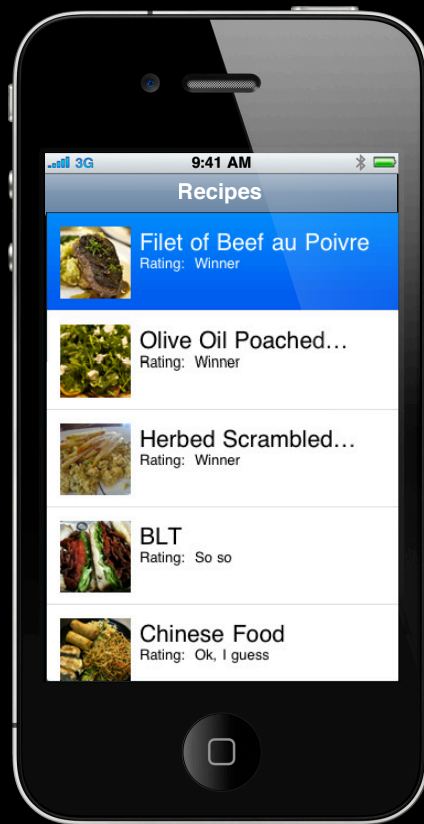 3G 9:41 AM
Recipes
Filet of Beef au Poivre
Rating: Winner
Olive Oil Poached...
Rating: Winner
Herbed Scrambled...
Rating: Winner
BLT
Rating: So so
Chinese Food
Rating: Ok, I guess